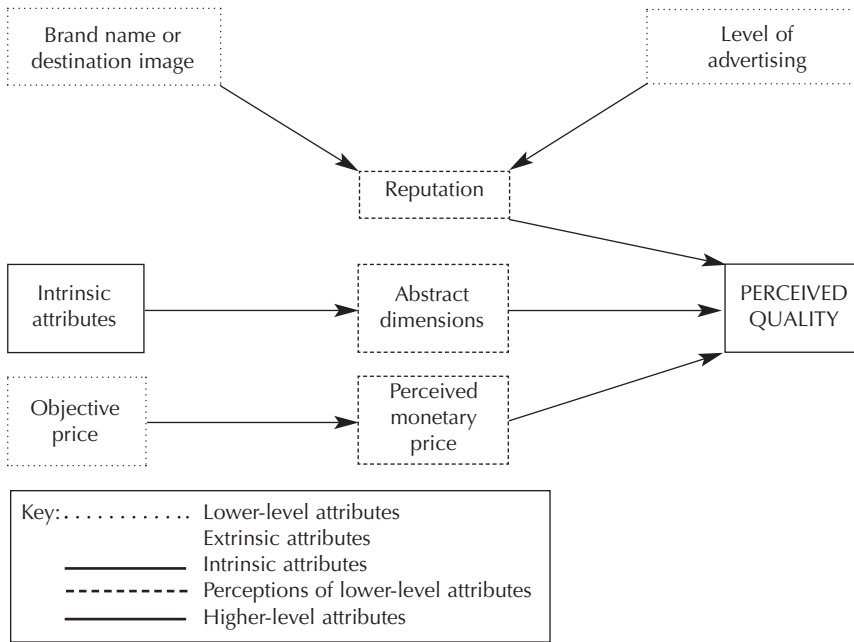 Brand name or
destination image
Level of
advertising
Reputation
Intrinsic
attributes
Abstract
dimensions
PERCEIVED
QUALITY
Objective
price
Perceived
monetary
price
Key: . . . . . . . . . . . . Lower-level attributes
Extrinsic attributes
Intrinsic attributes
Perceptions of lower-level attributes
Higher-level attributes